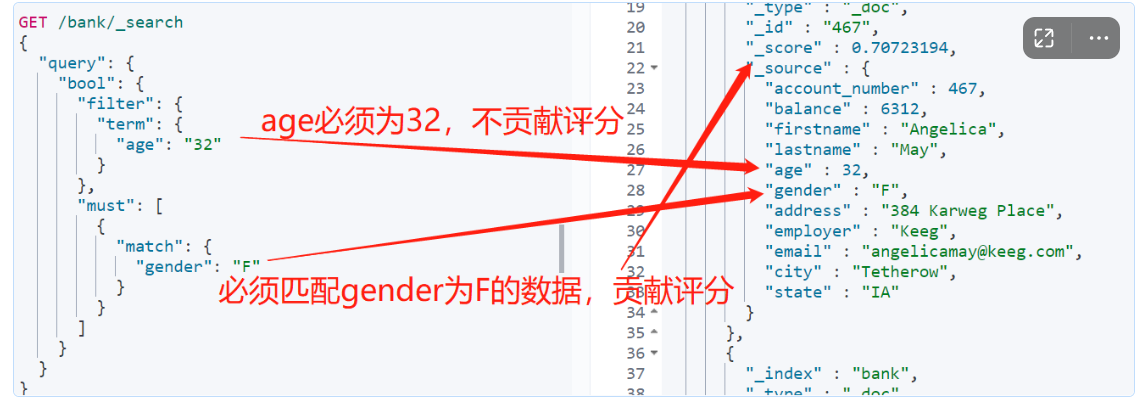 GET /bank/_search
{
  "query": {
    "bool": {
      "filter": {
        "term": {
          "age": "32"
        }
      },
      "must": [
        {
          "match": {
            "gender": "F"
          }
        }
      ]
    }
  }
}
age必须为32，不贡献评分
必须匹配gender为F的数据，贡献评分
19 "_type" : "_doc",
20 "_id" : "467",
21 "_score" : 0.70723194,
22 "_source" : {
23 "account_number" : 467,
24 "balance" : 6312,
25 "firstname" : "Angelica",
26 "lastname" : "May",
27 "age" : 32,
28 "gender" : "F",
29 "address" : "384 Karweg Place",
30 "employer" : "Keeg",
31 "email" : "angelicamay@keeg.com",
32 "city" : "Tetherow",
33 "state" : "IA"
34 }
35 },
36 {
37 "_index" : "bank",
38 "_type" : "_doc",